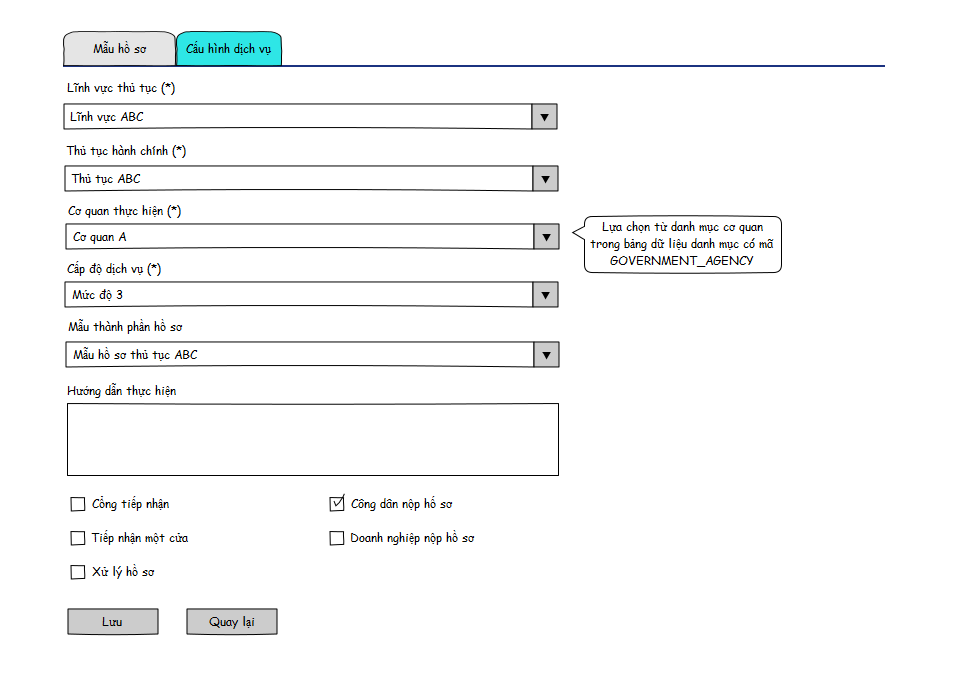 Mẫu hồ sơ
Cấu hình dịch vụ
Lĩnh vực thủ tục (*)
Lĩnh vực ABC
Thủ tục hành chính (*)
Thủ tục ABC
Cơ quan thực hiện (*)
Cơ quan A
Lựa chọn từ danh mục cơ quan
trong bảng dữ liệu danh mục có mã
GOVERNMENT_AGENCY
Cấp độ dịch vụ (*)
Mức độ 3
Mẫu thành phần hồ sơ
Mẫu hồ sơ thủ tục ABC
Hướng dẫn thực hiện
Cổng tiếp nhận
Công dân nộp hồ sơ
Tiếp nhận một cửa
Doanh nghiệp nộp hồ sơ
Xử lý hồ sơ
Lưu
Quay lại